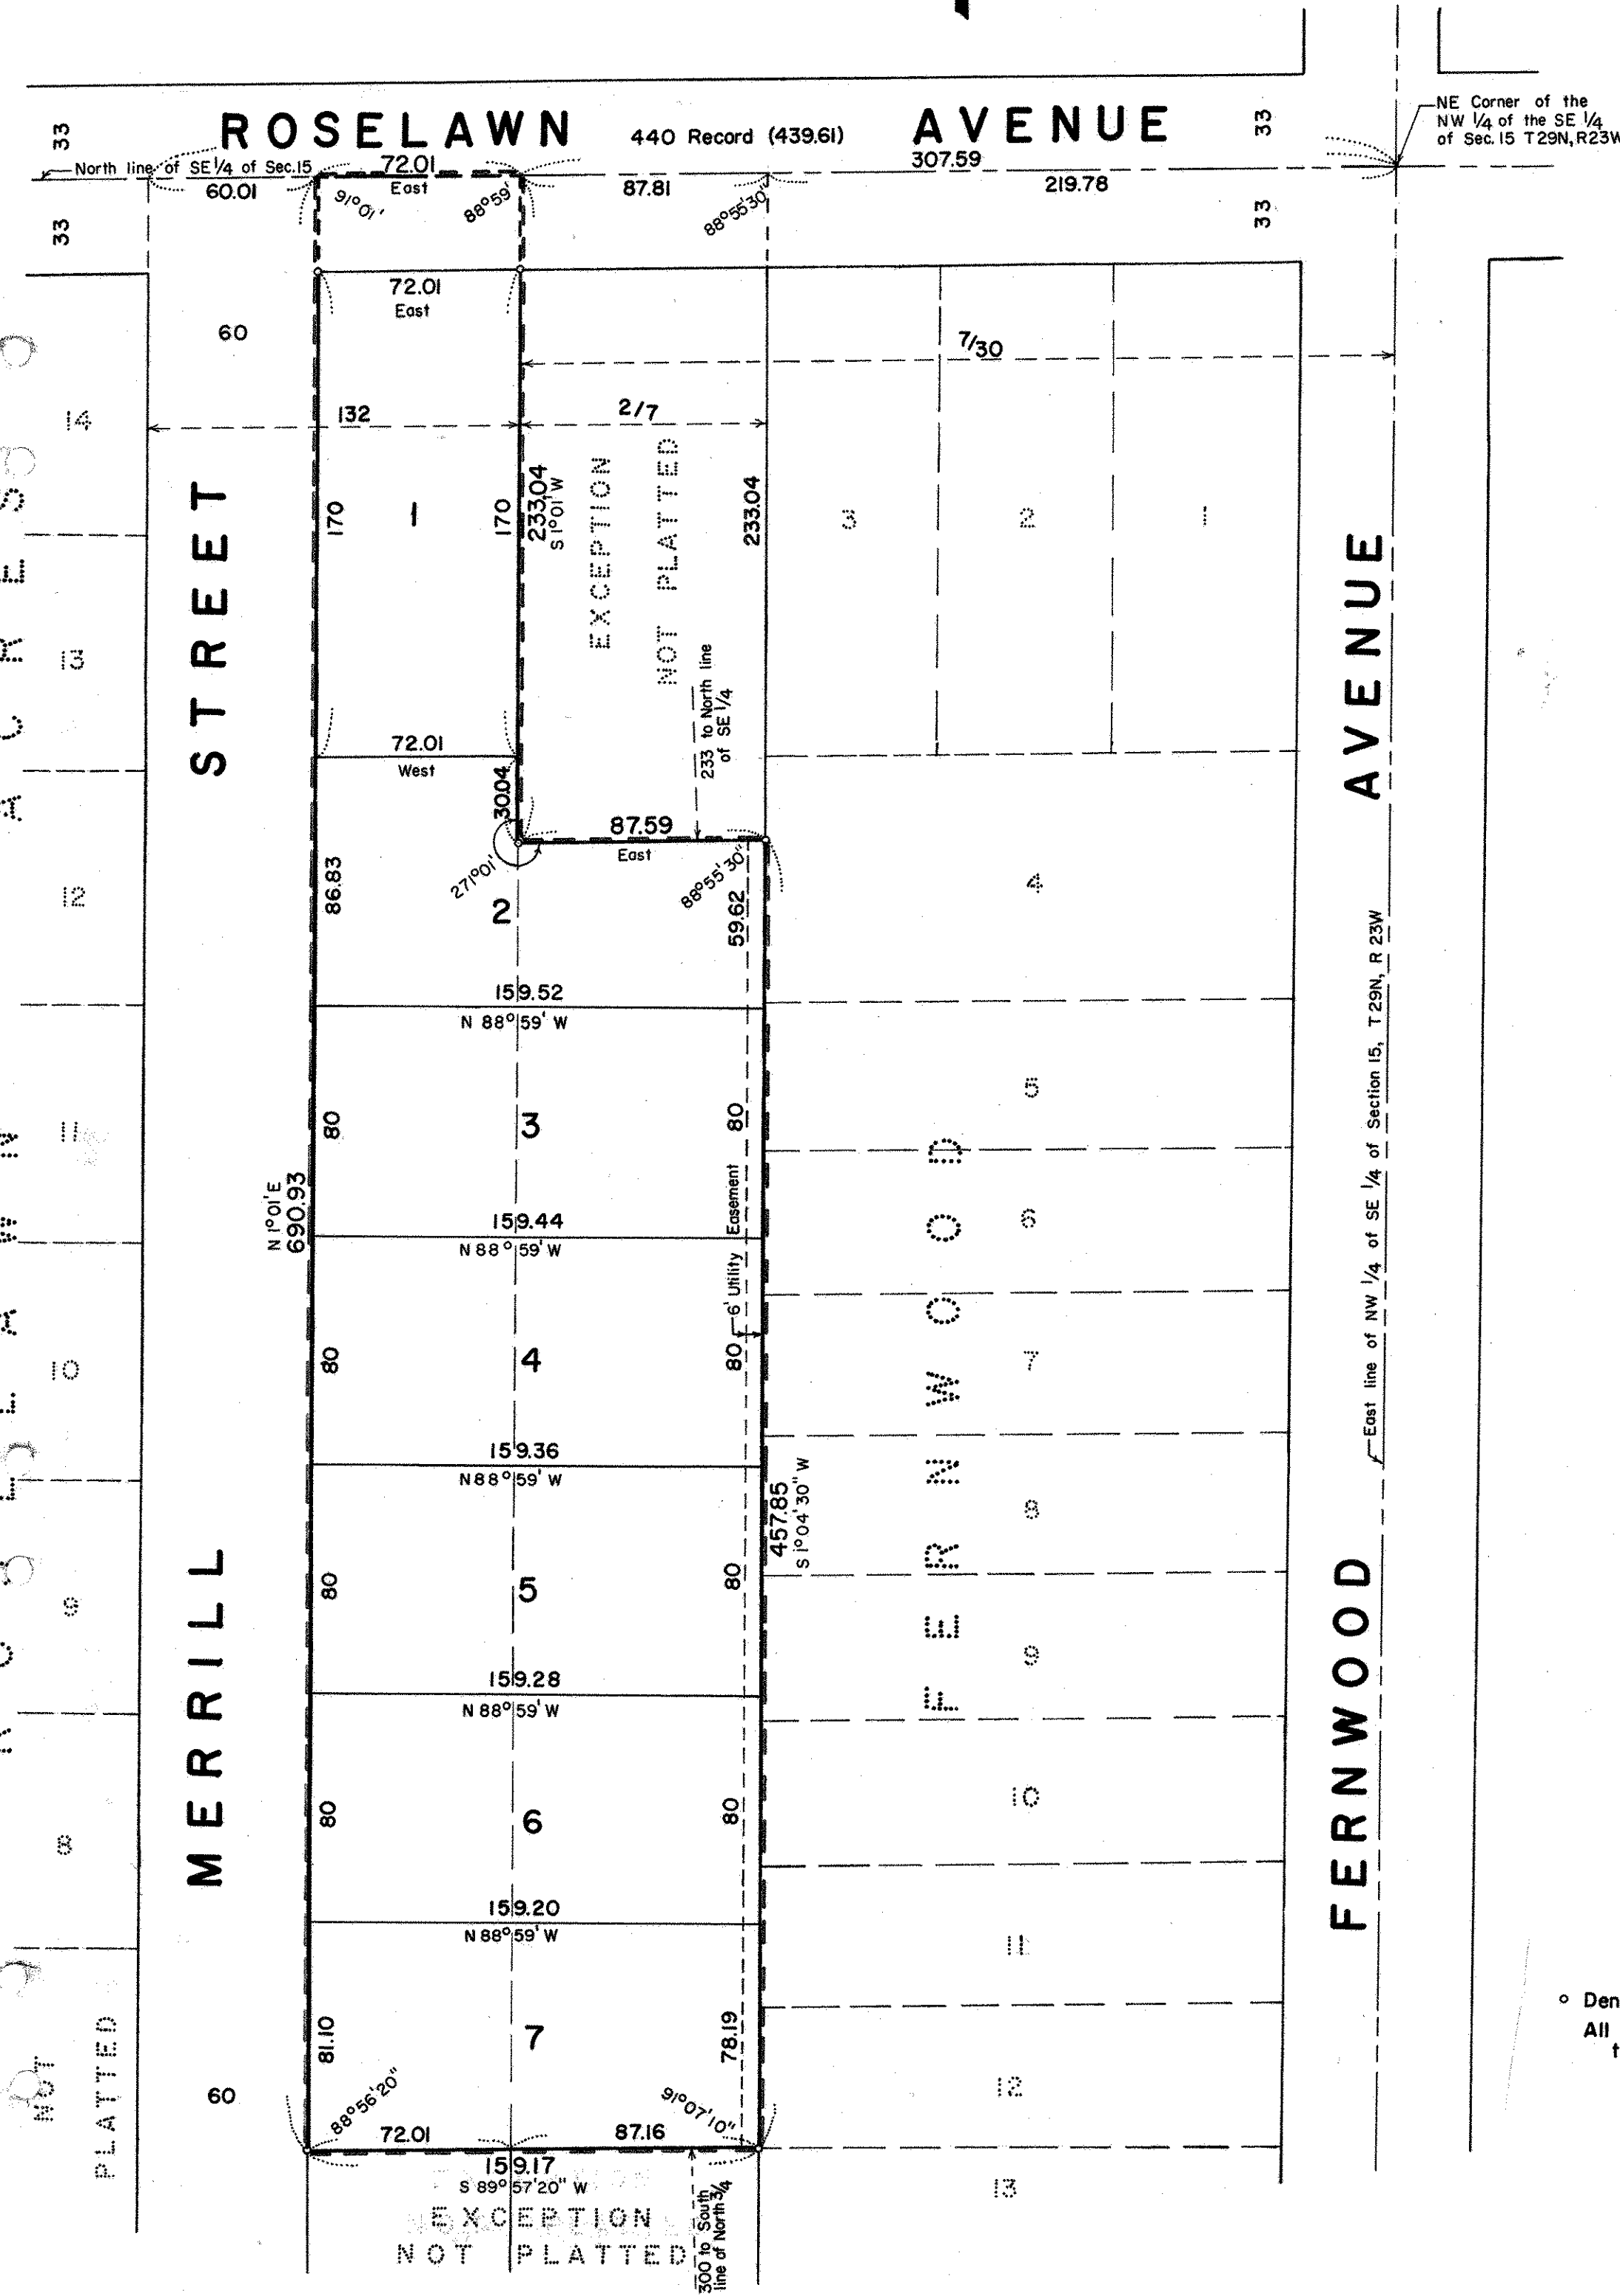 ROSELAWN AVENUE
440 Record (439.61)
33
33
33
33
NE Corner of the
NW 1/4 of the SE 1/4
of Sec. 15 T29N, R23W
North line of SE 1/4 of Sec. 15
72.01
East
307.59
60.01
87.81
219.78
91°01'
88°59'
88°55'30"
72.01
East
60
7/30
132
2/7
14
170
1
170
233.04
S 1°01' W
EXCEPTION
NOT PLATTED
233.04
3
2
1
STREET
13
233 to North line
of SE 1/4
72.01
West
30.04
87.59
East
271°01'
88°55'30"
AVENUE
12
86.83
2
59.62
4
159.52
N 88°59' W
East line of NW 1/4 of SE 1/4 of Section 15, T29N, R 23W
5
11
80
3
80
N 1°01' E
690.93
159.44
N 88°59' W
6' Utility Easement
6
10
80
4
80
7
159.36
N 88°59' W
457.85
S 1°04'30" W
8
FERNWOOD
9
80
5
80
9
159.28
N 88°59' W
MERRILL
FERNWOOD
8
80
6
80
10
159.20
N 88°59' W
11
NOT
PLATTED
81.10
7
78.19
Den
All
t
60
88°56'20"
91°07'10"
12
72.01
87.16
159.17
S 89°57'20" W
13
EXCEPTION
NOT PLATTED
300 to South
line of North 3/4